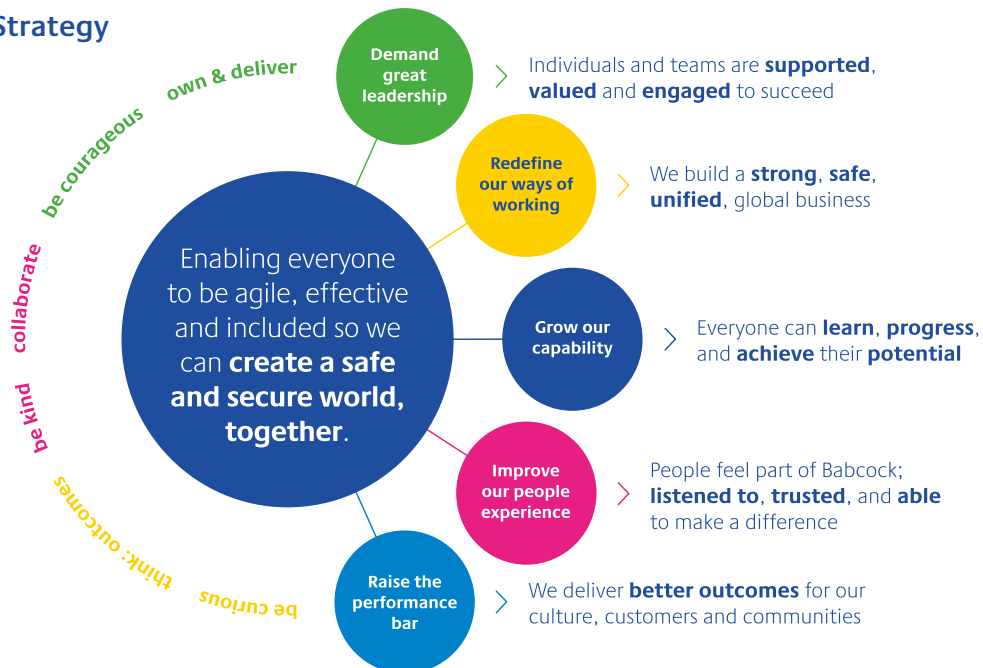 Strategy
own & deliver
be courageous
collaborate
be kind
think: outcomes
be curious
Enabling everyone
to be agile, effective
and included so we
can create a safe
and secure world,
together.
Demand
great
leadership
Individuals and teams are supported,
valued and engaged to succeed
Redefine
our ways of
working
We build a strong, safe,
unified, global business
Grow our
capability
Everyone can learn, progress,
and achieve their potential
Improve
our people
experience
People feel part of Babcock;
listened to, trusted, and able
to make a difference
Raise the
performance
bar
We deliver better outcomes for our
culture, customers and communities